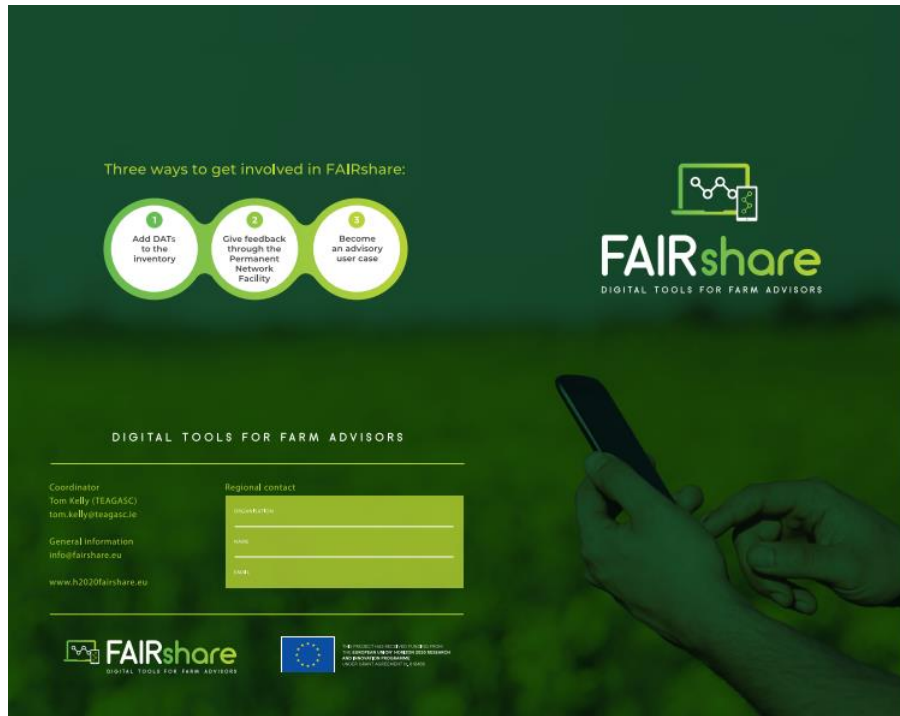 Three ways to get involved in FAIRshare:
1
Add DATs
to the
inventory
2
Give feedback
through the
Permanent
Network
Facility
3
Become
an advisory
user case
FAIRshare
DIGITAL TOOLS FOR FARM ADVISORS
DIGITAL TOOLS FOR FARM ADVISORS
Coordinator
Tom Kelly (TEAGASC)
tom.kelly@teagasc.ie
General information
info@fairshare.eu
www.h2020fairshare.eu
Regional contact
ORGANISATION
NAME
EMAIL
FAIRshare
DIGITAL TOOLS FOR FARM ADVISORS
THIS PROJECT HAS RECEIVED FUNDING FROM
THE EUROPEAN UNION' HORIZON 2020 RESEARCH
AND INNOVATION PROGRAMME
UNDER GRANT AGREEMENT